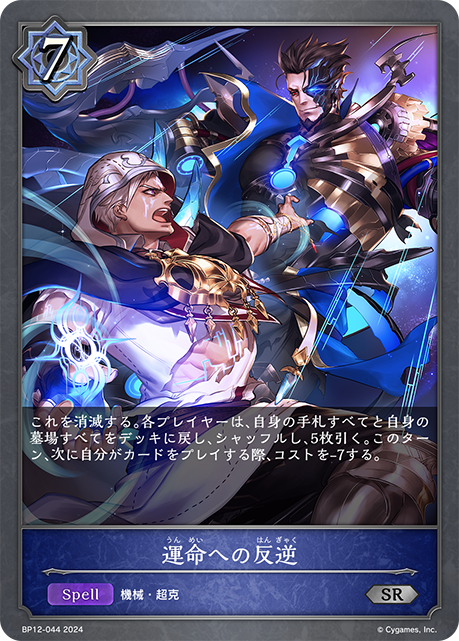 7
これを消滅する。各プレイヤーは、自身の手札すべてと自身の
墓場すべてをデッキに戻し、シャッフルし、5枚引く。このター
ン、次に自分がカードをプレイする際、コストを-7する。
うん めい はん ぎゃく
運命への反逆
Spell 機械・超克 SR
BP12-044 2024 © Cygames, Inc.